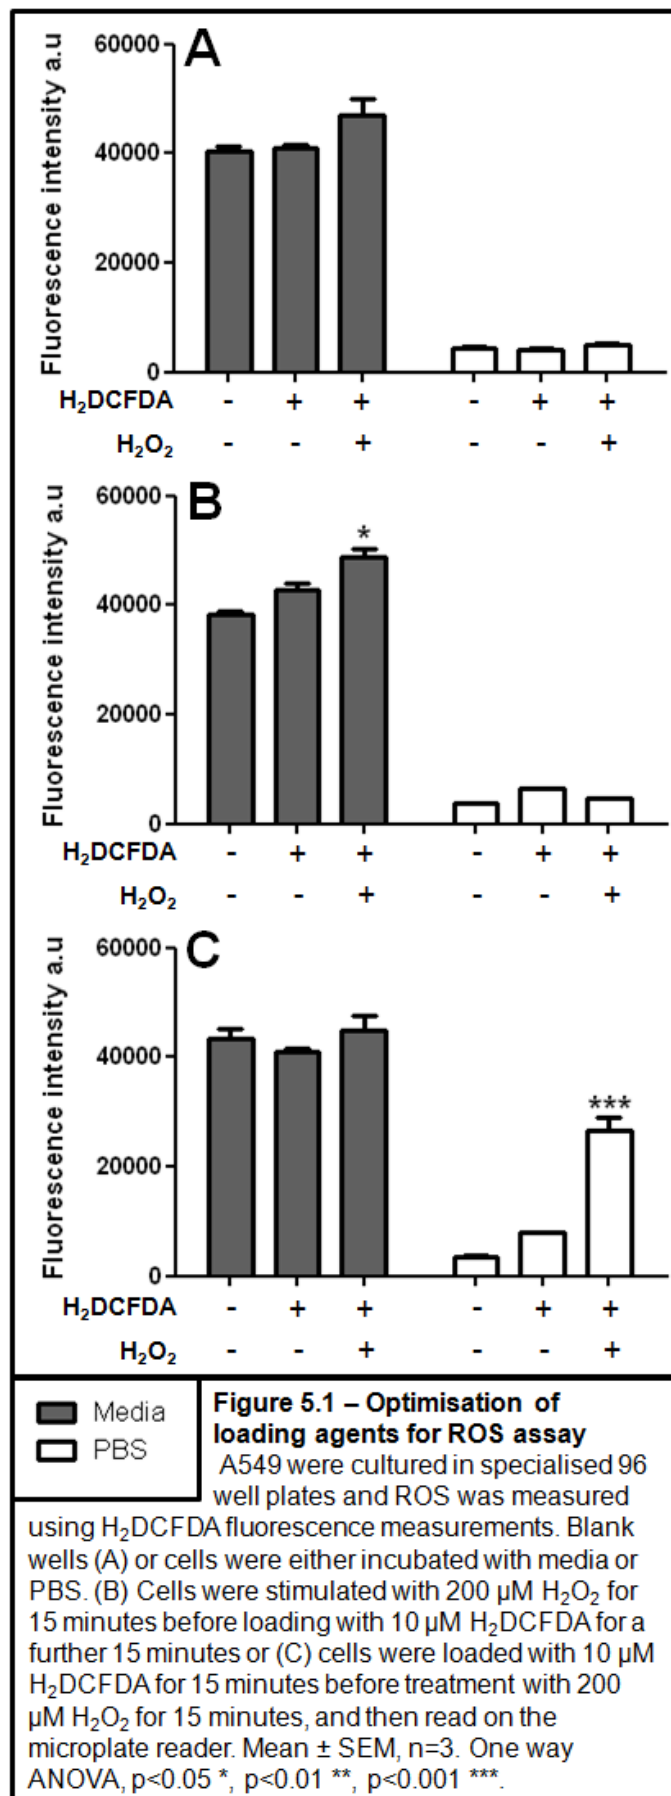 A
Fluorescence intensity a.u
60000
40000
20000
0
H₂DCFDA - + + - + +
H₂O₂ - - + - - +
B
Fluorescence intensity a.u
60000
40000
20000
0
*
H₂DCFDA - + + - + +
H₂O₂ - - + - - +
C
Fluorescence intensity a.u
60000
40000
20000
0
***
H₂DCFDA - + + - + +
H₂O₂ - - + - - +
Media
PBS
Figure 5.1 – Optimisation of
loading agents for ROS assay
A549 were cultured in specialised 96
well plates and ROS was measured
using H₂DCFDA fluorescence measurements. Blank
wells (A) or cells were either incubated with media or
PBS. (B) Cells were stimulated with 200 µM H₂O₂ for
15 minutes before loading with 10 µM H₂DCFDA for a
further 15 minutes or (C) cells were loaded with 10 µM
H₂DCFDA for 15 minutes before treatment with 200
µM H₂O₂ for 15 minutes, and then read on the
microplate reader. Mean ± SEM, n=3. One way
ANOVA, p<0.05 *, p<0.01 **, p<0.001 ***.